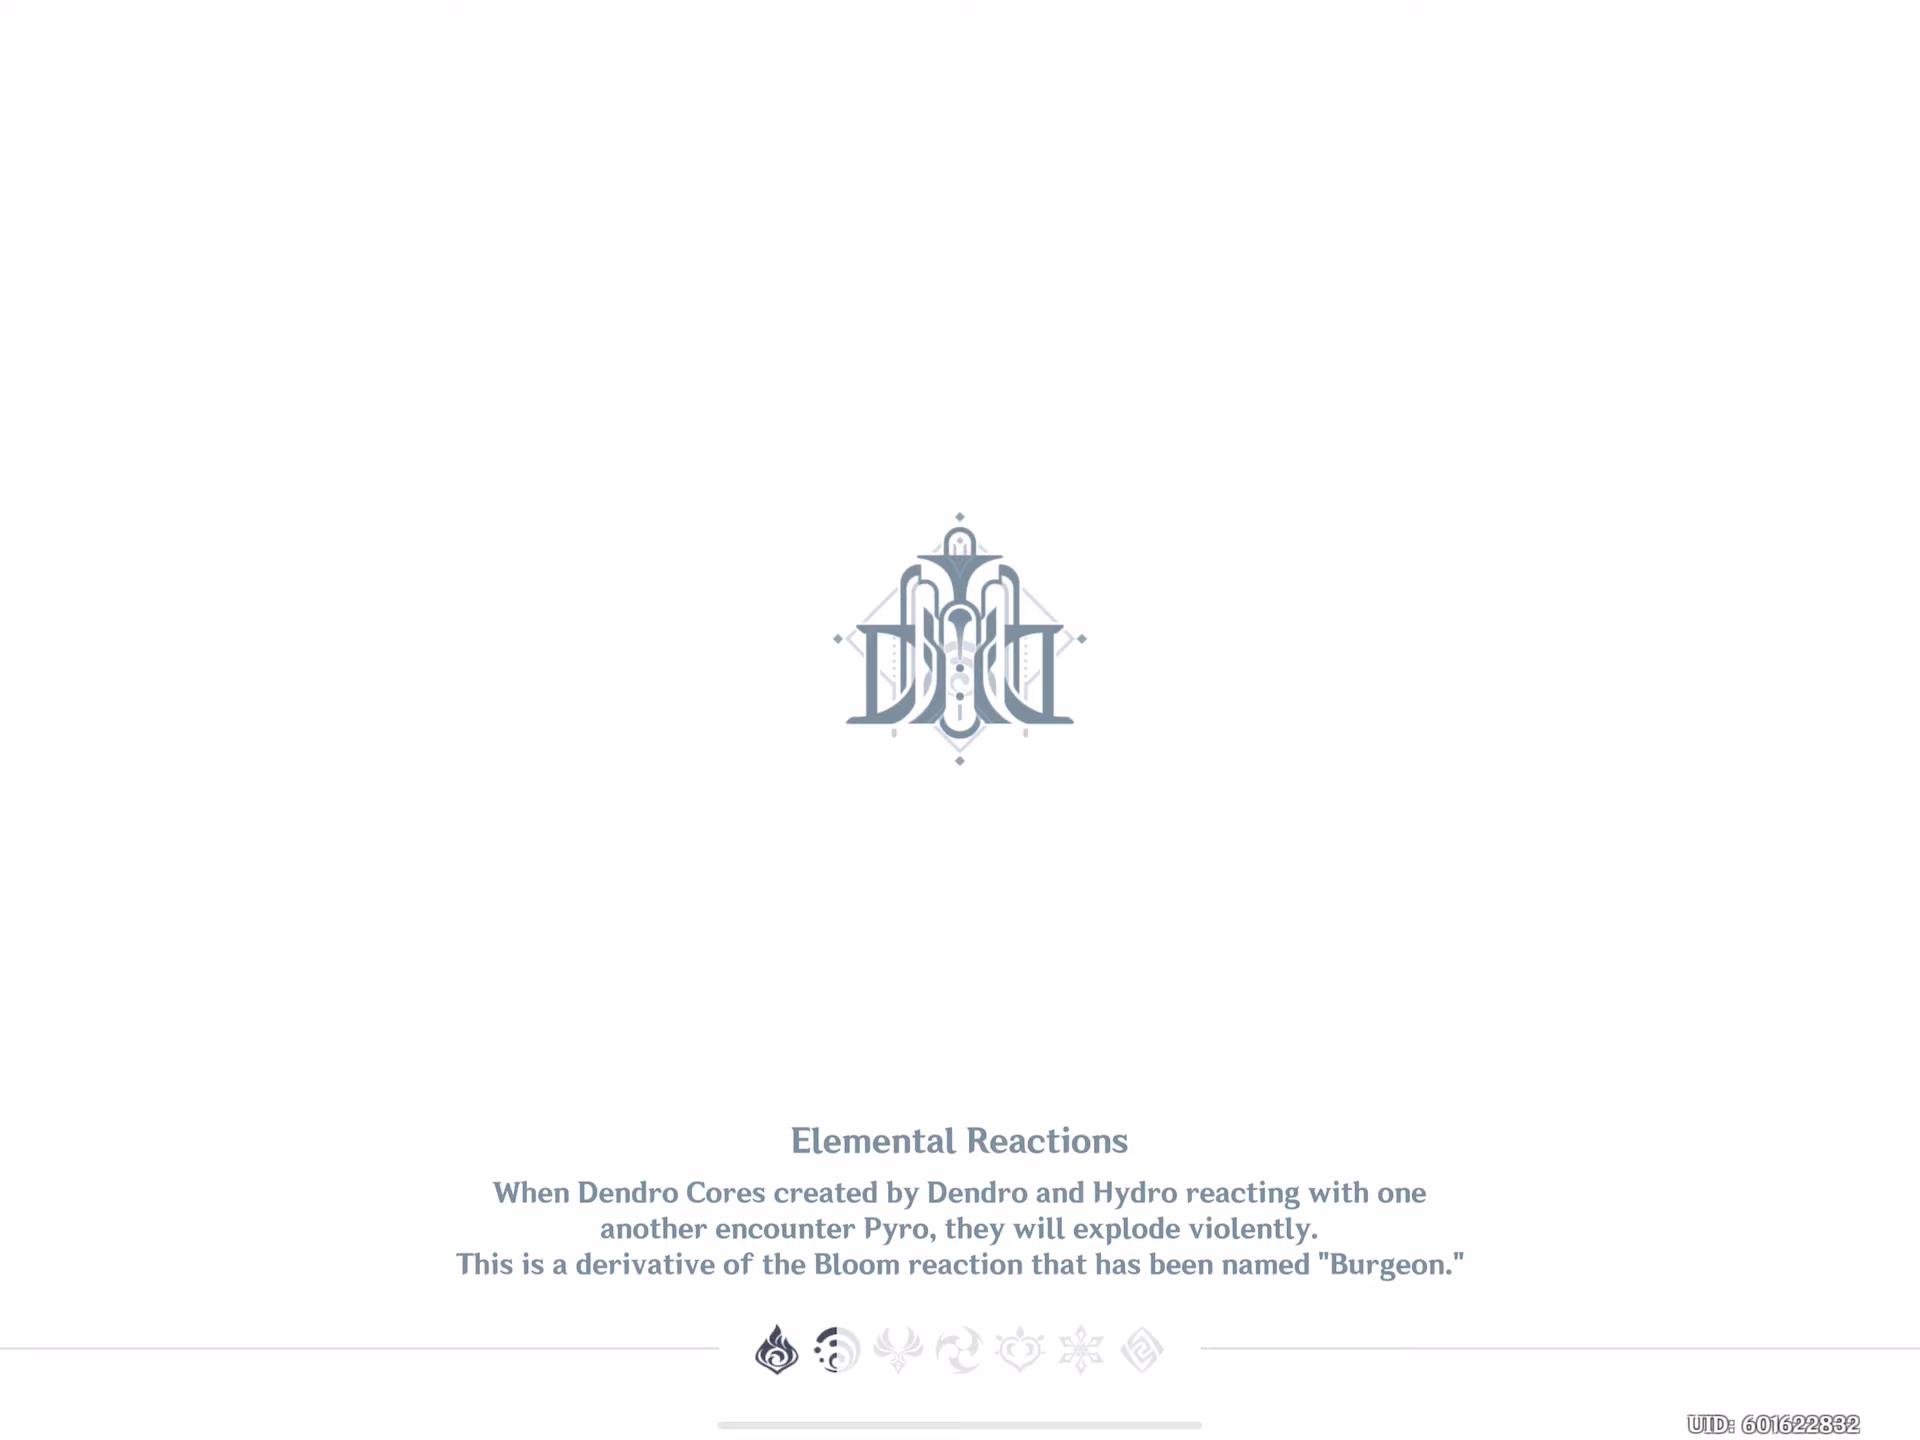 Elemental Reactions
When Dendro Cores created by Dendro and Hydro reacting with one
another encounter Pyro, they will explode violently.
This is a derivative of the Bloom reaction that has been named "Burgeon."
UID: 601622832